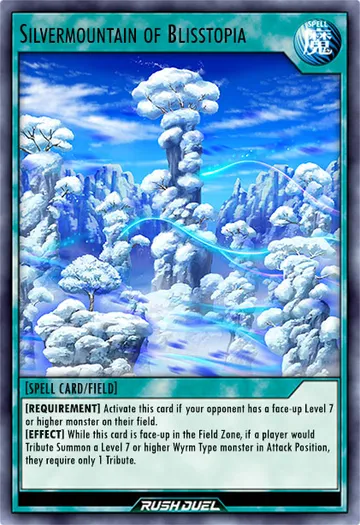 SILVERMOUNTAIN OF BLISSTOPIA
SPELL
魔
[SPELL CARD/FIELD]
[REQUIREMENT] Activate this card if your opponent has a face-up Level 7
or higher monster on their field.
[EFFECT] While this card is face-up in the Field Zone, if a player would
Tribute Summon a Level 7 or higher Wyrm Type monster in Attack Position,
they require only 1 Tribute.
RUSH DUEL